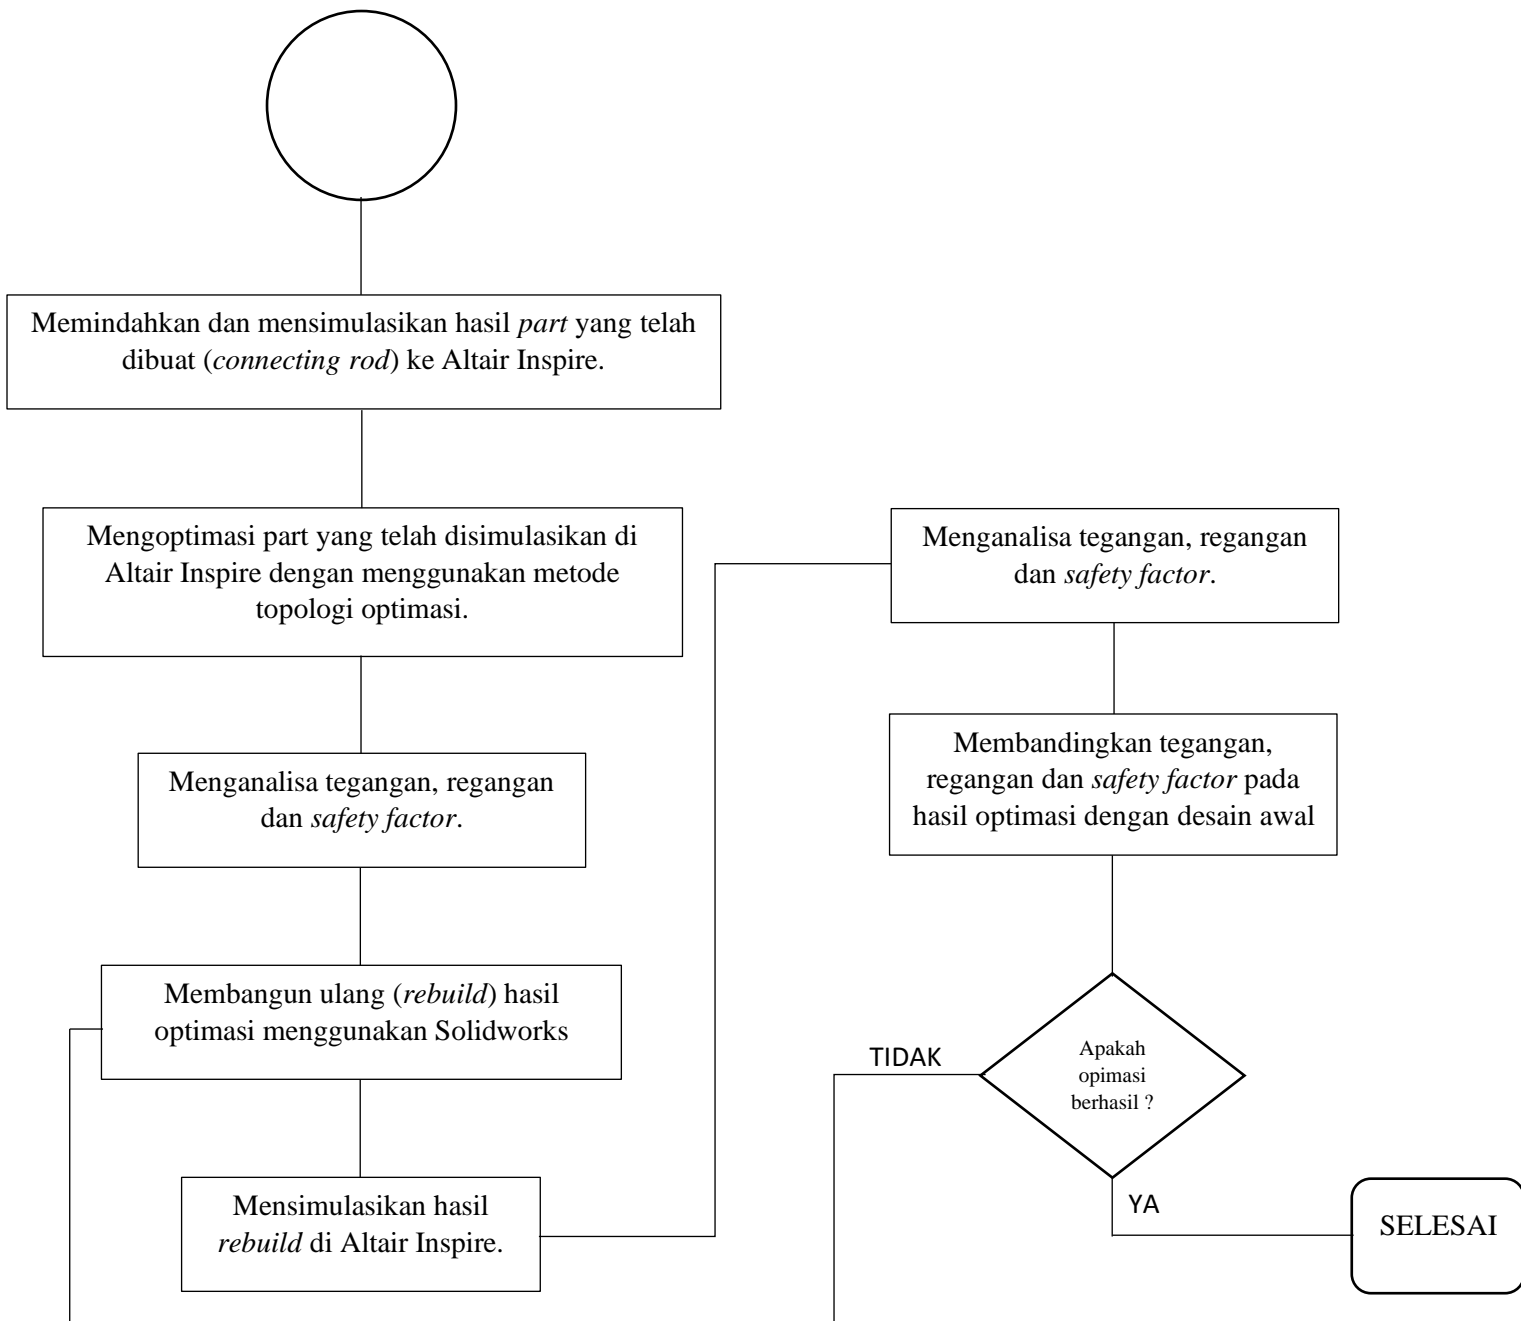 Memindahkan dan mensimulasikan hasil part yang telah
dibuat (connecting rod) ke Altair Inspire.
Mengoptimasi part yang telah disimulasikan di
Altair Inspire dengan menggunakan metode
topologi optimasi.
Menganalisa tegangan, regangan
dan safety factor.
Membangun ulang (rebuild) hasil
optimasi menggunakan Solidworks
Mensimulasikan hasil
rebuild di Altair Inspire.
Menganalisa tegangan, regangan
dan safety factor.
Membandingkan tegangan,
regangan dan safety factor pada
hasil optimasi dengan desain awal
Apakah
opimasi
berhasil ?
TIDAK
YA
SELESAI